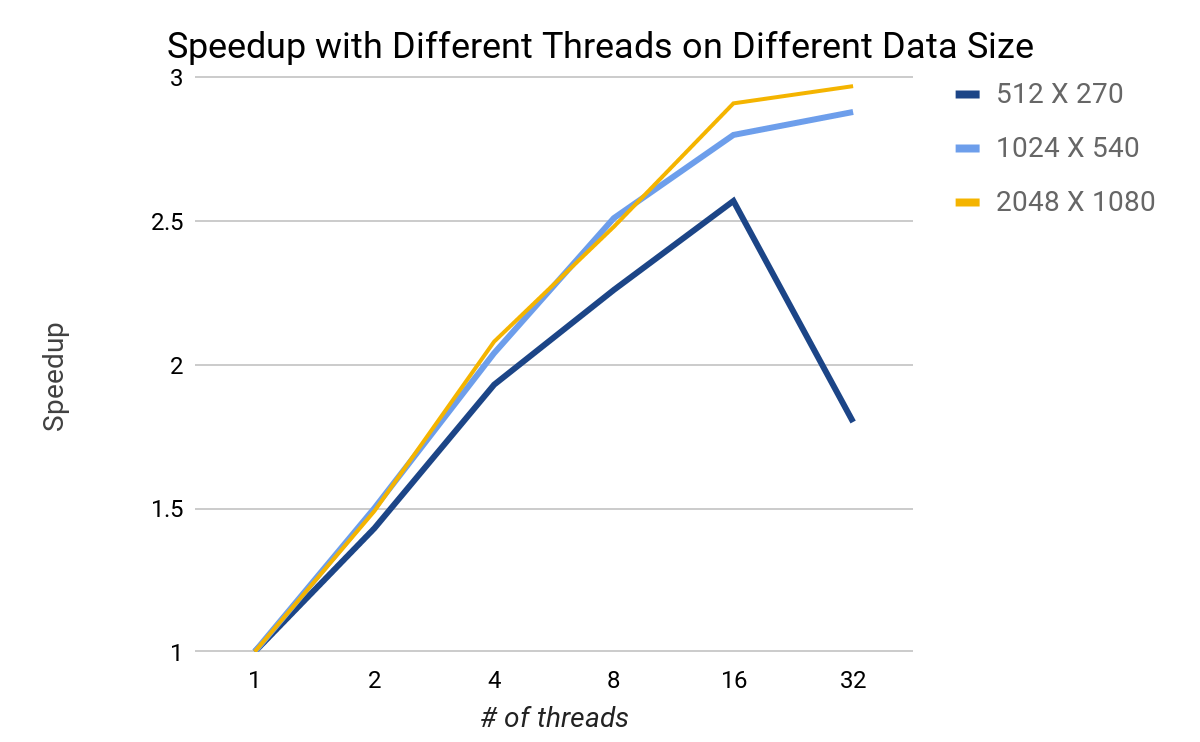 Speedup with Different Threads on Different Data Size
3
2.5
2
1.5
1
Speedup
1 2 4 8 16 32
# of threads
512 X 270
1024 X 540
2048 X 1080